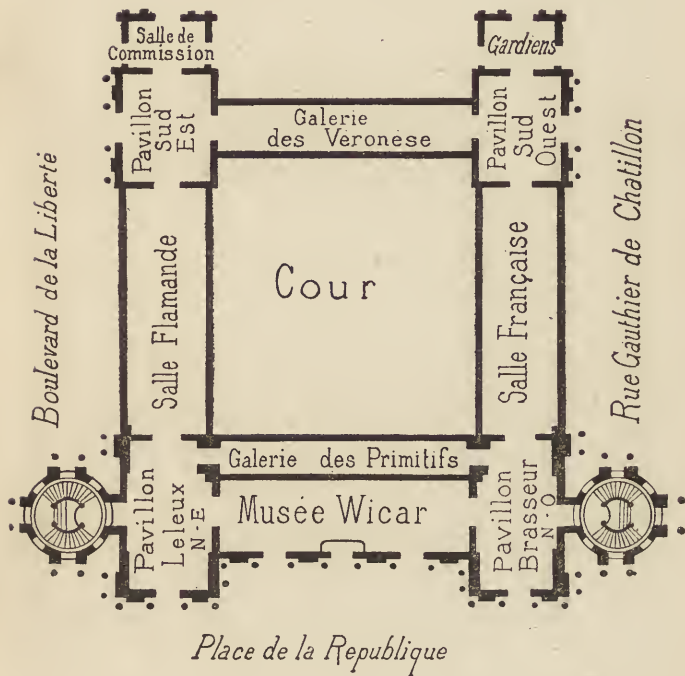 Salle de
Commission
Gardiens
Pavillon
Sud
Est
Galerie
des Véronèse
Pavillon
Sud
Ouest
Boulevard de la Liberté
Salle Flamande
Cour
Salle Française
Rue Gauthier de Chatillon
Galerie des Primitifs
Pavillon
Leleux
N-E
Musée Wicar
Pavillon
Brasseur
N-O
Place de la Republique